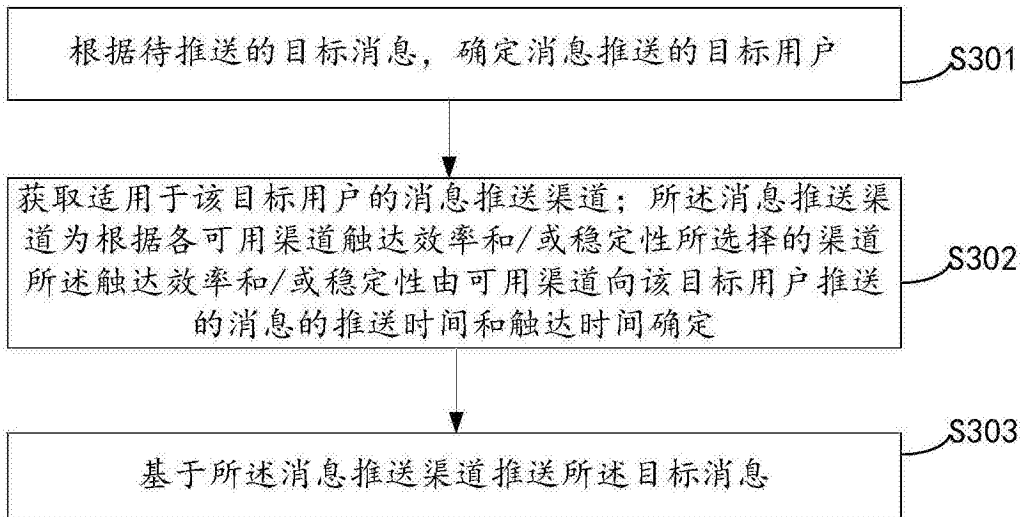 根据待推送的目标消息，确定消息推送的目标用户
S301
获取适用于该目标用户的消息推送渠道；所述消息推送渠
道为根据各可用渠道触达效率和/或稳定性所选择的渠道
所述触达效率和/或稳定性由可用渠道向该目标用户推送
的消息的推送时间和触达时间确定
S302
S303
基于所述消息推送渠道推送所述目标消息